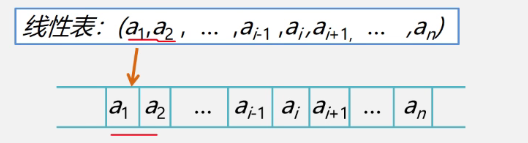 线性表：(a₁,a₂ , … ,aᵢ₋₁ ,aᵢ,aᵢ₊₁, … ,aₙ)
a₁ a₂ … aᵢ₋₁ aᵢ aᵢ₊₁ … aₙ